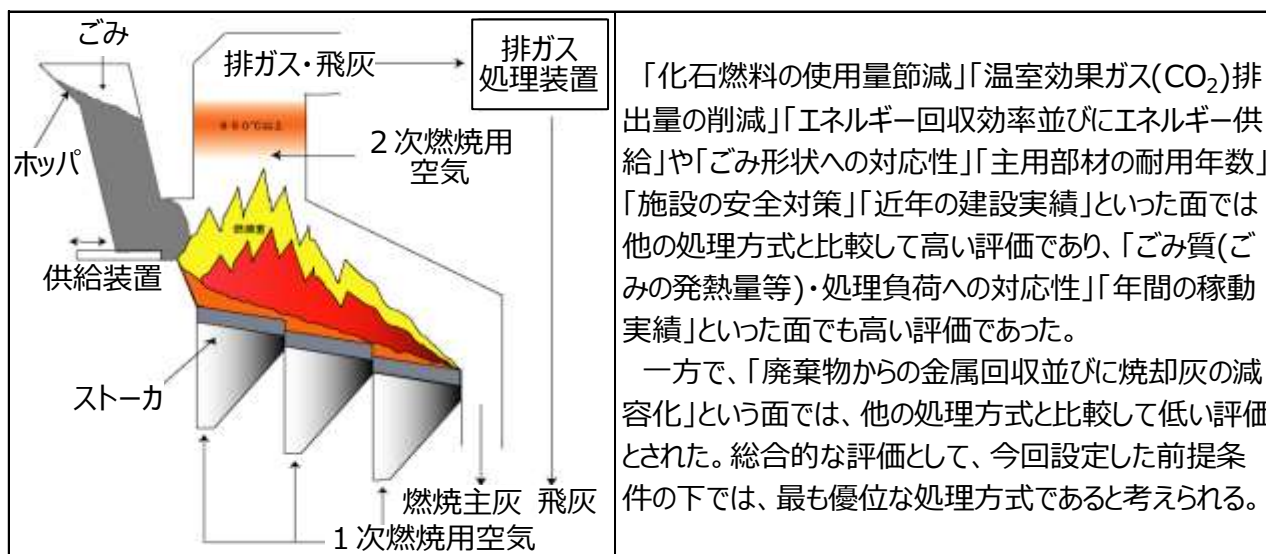 ごみ
排ガス・飛灰
排ガス
処理装置
ホッパ
2次燃焼用
空気
供給装置
ストーカ
燃焼主灰
飛灰
1次燃焼用空気
「化石燃料の使用量節減」「温室効果ガス(CO₂)排
出量の削減」「エネルギー回収効率並びにエネルギー供
給」や「ごみ形状への対応性」「主用部材の耐用年数」
「施設の安全対策」「近年の建設実績」といった面では
他の処理方式と比較して高い評価であり、「ごみ質(ご
みの発熱量等)・処理負荷への対応性」「年間の稼動
実績」といった面でも高い評価であった。
一方で、「廃棄物からの金属回収並びに焼却灰の減
容化」という面では、他の処理方式と比較して低い評価
とされた。総合的な評価として、今回設定した前提条
件の下では、最も優位な処理方式であると考えられる。